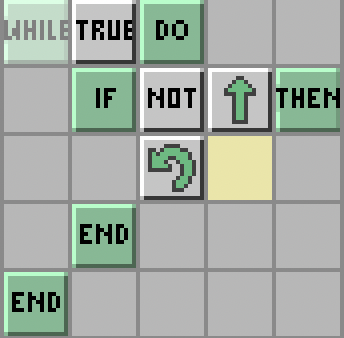 WHILE TRUE DO
IF NOT THEN
END
END